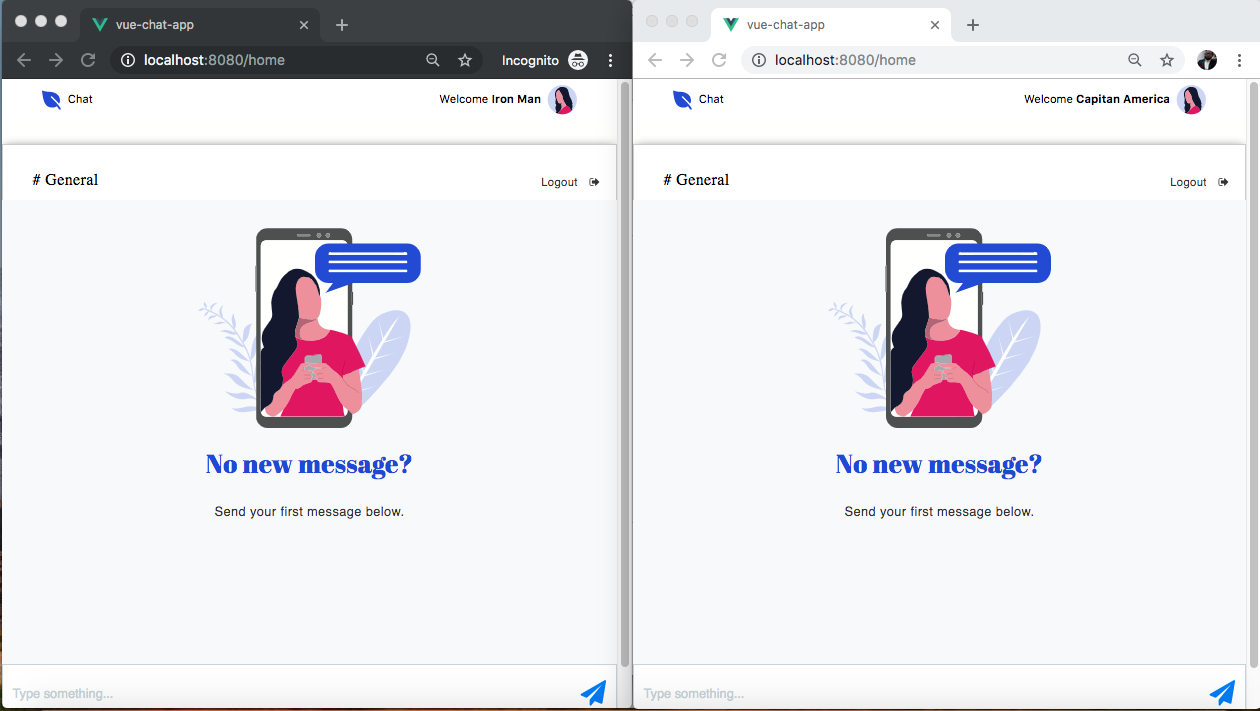 vue-chat-app
localhost:8080/home
Incognito
Chat
Welcome Iron Man
# General
Logout
No new message?
Send your first message below.
Type something...
vue-chat-app
localhost:8080/home
Chat
Welcome Capitan America
# General
Logout
No new message?
Send your first message below.
Type something...